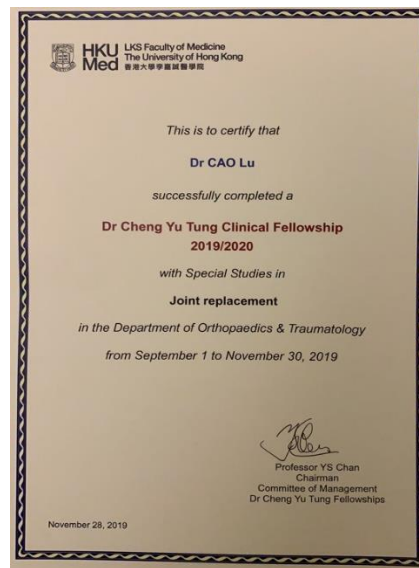 HKU Med
LKS Faculty of Medicine
The University of Hong Kong
香港大學李嘉誠醫學院
This is to certify that
Dr CAO Lu
successfully completed a
Dr Cheng Yu Tung Clinical Fellowship
2019/2020
with Special Studies in
Joint replacement
in the Department of Orthopaedics & Traumatology
from September 1 to November 30, 2019
Professor YS Chan
Chairman
Committee of Management
Dr Cheng Yu Tung Fellowships
November 28, 2019